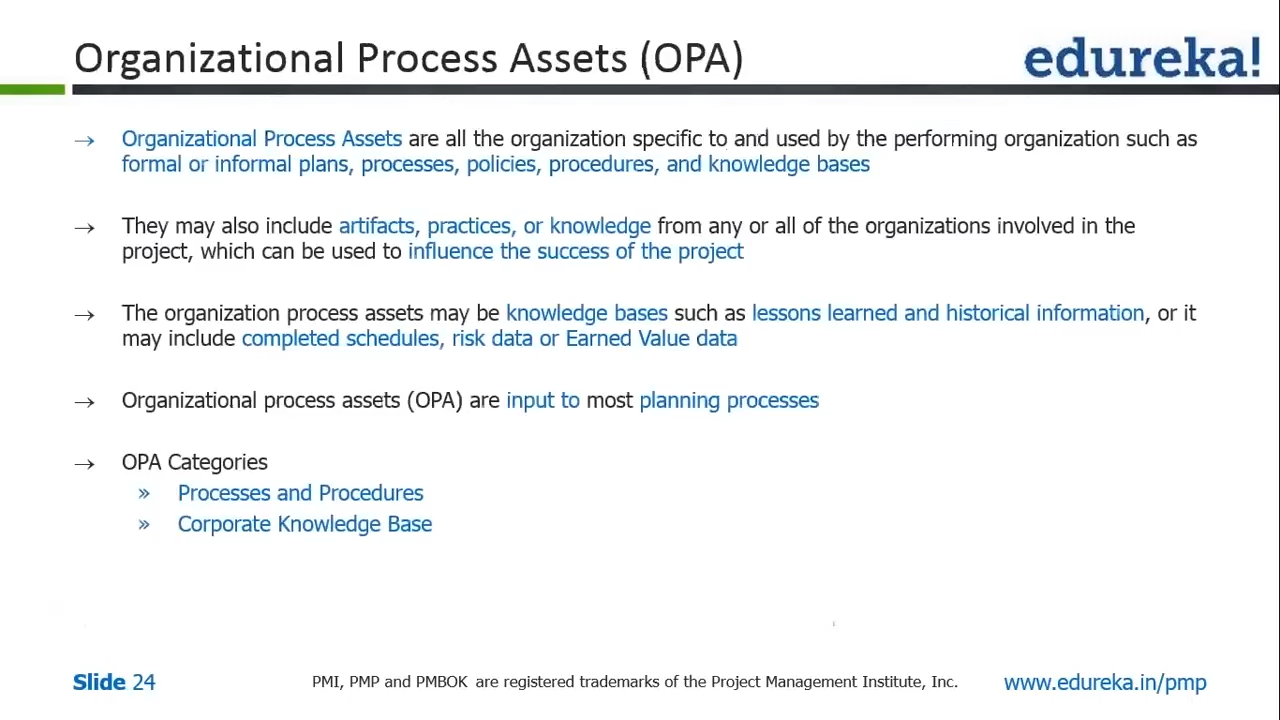 Organizational Process Assets (OPA)
edureka!
→ Organizational Process Assets are all the organization specific to and used by the performing organization such as
formal or informal plans, processes, policies, procedures, and knowledge bases
→ They may also include artifacts, practices, or knowledge from any or all of the organizations involved in the
project, which can be used to influence the success of the project
→ The organization process assets may be knowledge bases such as lessons learned and historical information, or it
may include completed schedules, risk data or Earned Value data
→ Organizational process assets (OPA) are input to most planning processes
→ OPA Categories
» Processes and Procedures
» Corporate Knowledge Base
Slide 24
PMI, PMP and PMBOK are registered trademarks of the Project Management Institute, Inc.
www.edureka.in/pmp